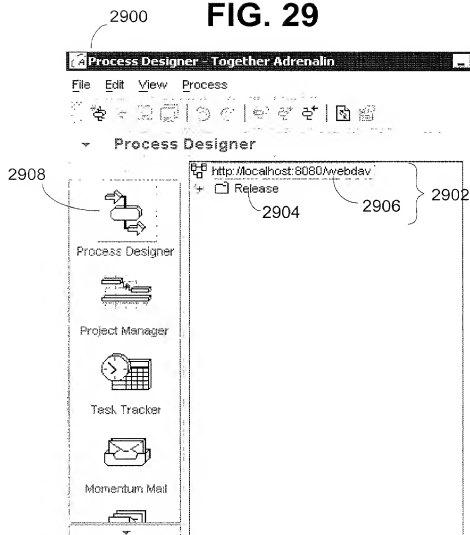 FIG. 29
2900
Process Designer - Together Adrenalin
File Edit View Process
Process Designer
2908
http://localhost:8080/webdav
Release
2904
2906
2902
Process Designer
Project Manager
Task Tracker
Momentum Mail